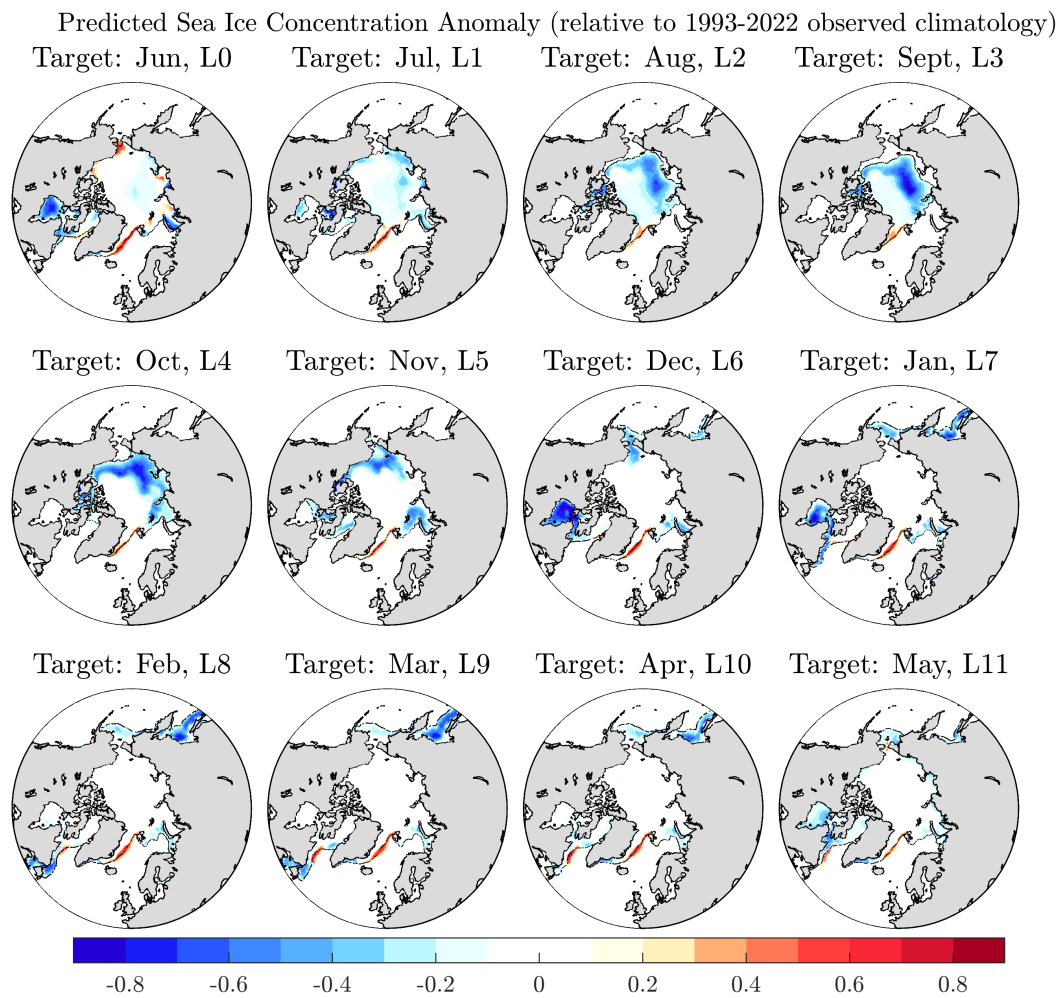 Predicted Sea Ice Concentration Anomaly (relative to 1993-2022 observed climatology)
Target: Jun, L0 Target: Jul, L1 Target: Aug, L2 Target: Sept, L3
Target: Oct, L4 Target: Nov, L5 Target: Dec, L6 Target: Jan, L7
Target: Feb, L8 Target: Mar, L9 Target: Apr, L10 Target: May, L11
-0.8 -0.6 -0.4 -0.2 0 0.2 0.4 0.6 0.8